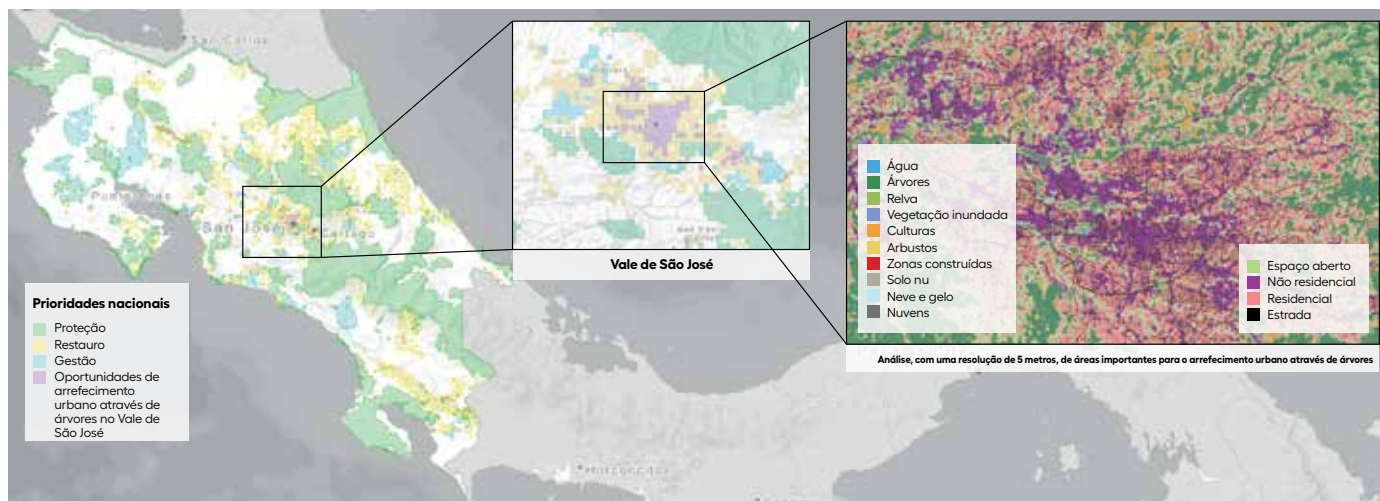 San Carlos
San José
Cartago
Prioridades nacionais
Proteção
Restauro
Gestão
Oportunidades de
arrefecimento
urbano através de
árvores no Vale de
São José
Vale de São José
Água
Árvores
Relva
Vegetação inundada
Culturas
Arbustos
Zonas construídas
Solo nu
Neve e gelo
Nuvens
Espaço aberto
Não residencial
Residencial
Estrada
Análise, com uma resolução de 5 metros, de áreas importantes para o arrefecimento urbano através de árvores